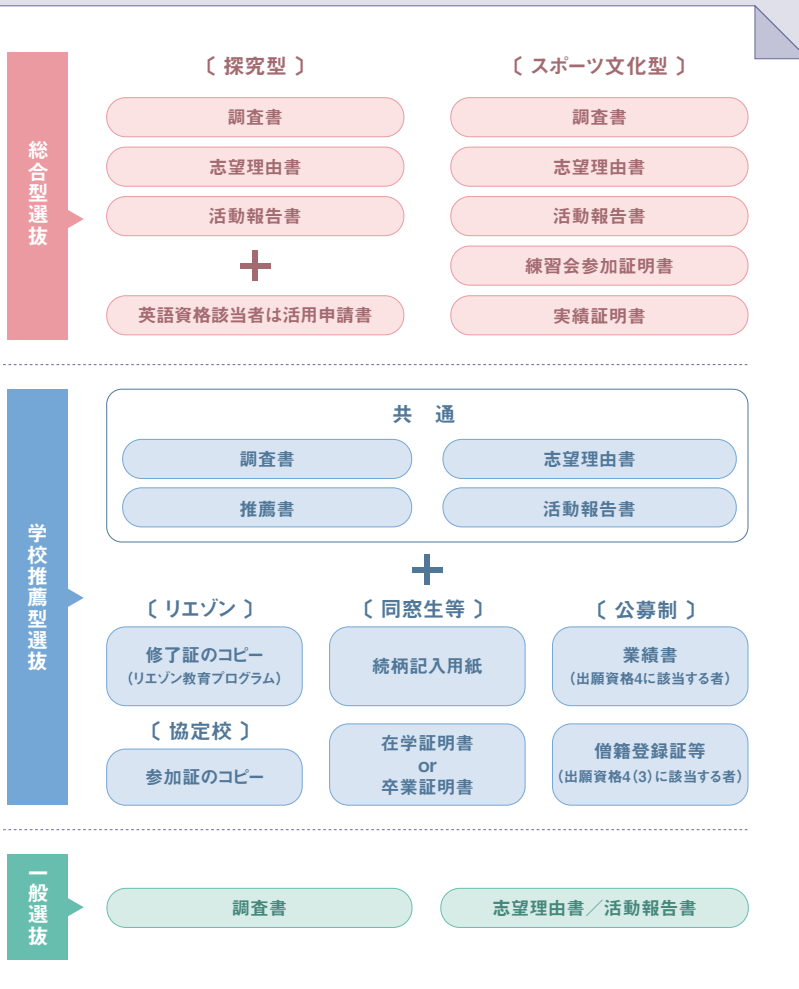 総合型選抜
〔 探究型 〕
調査書
志望理由書
活動報告書
+
英語資格該当者は活用申請書
〔 スポーツ文化型 〕
調査書
志望理由書
活動報告書
練習会参加証明書
実績証明書
学校推薦型選抜
共　通
調査書
志望理由書
推薦書
活動報告書
+
〔 リエゾン 〕
修了証のコピー
(リエゾン教育プログラム)
〔 協定校 〕
参加証のコピー
〔 同窓生等 〕
続柄記入用紙
在学証明書
or
卒業証明書
〔 公募制 〕
業績書
(出願資格4に該当する者)
僧籍登録証等
(出願資格4(3)に該当する者)
一般選抜
調査書
志望理由書／活動報告書